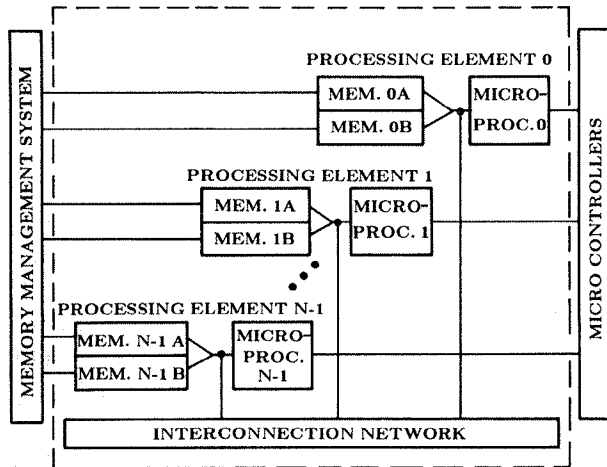 MEMORY MANAGEMENT SYSTEM
PROCESSING ELEMENT 0
MEM. 0A
MEM. 0B
MICRO-
PROC. 0
PROCESSING ELEMENT 1
MEM. 1A
MEM. 1B
MICRO-
PROC. 1
PROCESSING ELEMENT N-1
MEM. N-1 A
MEM. N-1 B
MICRO-
PROC.
N-1
INTERCONNECTION NETWORK
MICRO CONTROLLERS